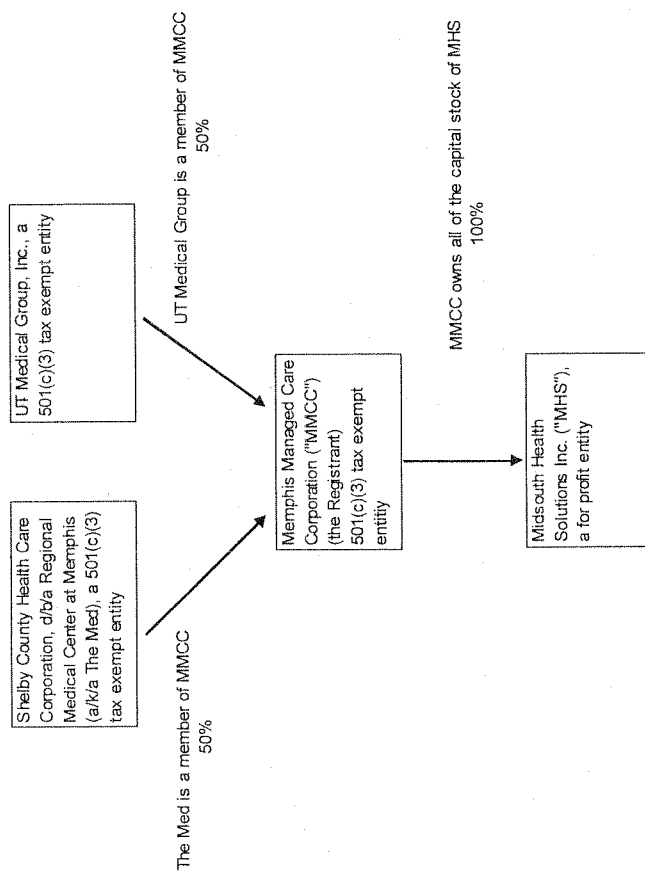 Shelby County Health Care
Corporation, d/b/a Regional
Medical Center at Memphis
(a/k/a The Med), a 501(c)(3)
tax exempt entity
UT Medical Group, Inc., a
501(c)(3) tax exempt entity
The Med is a member of MMCC
50%
UT Medical Group is a member of MMCC
50%
Memphis Managed Care
Corporation ("MMCC")
(the Registrant)
501(c)(3) tax exempt
entitiy
MMCC owns all of the capital stock of MHS
100%
Midsouth Health
Solutions Inc. ("MHS"),
a for profit entity